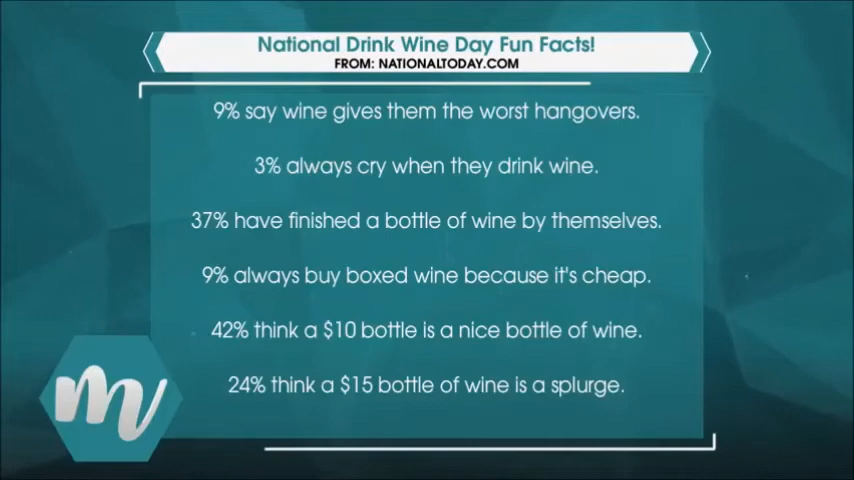 National Drink Wine Day Fun Facts!
FROM: NATIONALTODAY.COM
9% say wine gives them the worst hangovers.
3% always cry when they drink wine.
37% have finished a bottle of wine by themselves.
9% always buy boxed wine because it's cheap.
42% think a $10 bottle is a nice bottle of wine.
24% think a $15 bottle of wine is a splurge.
mv